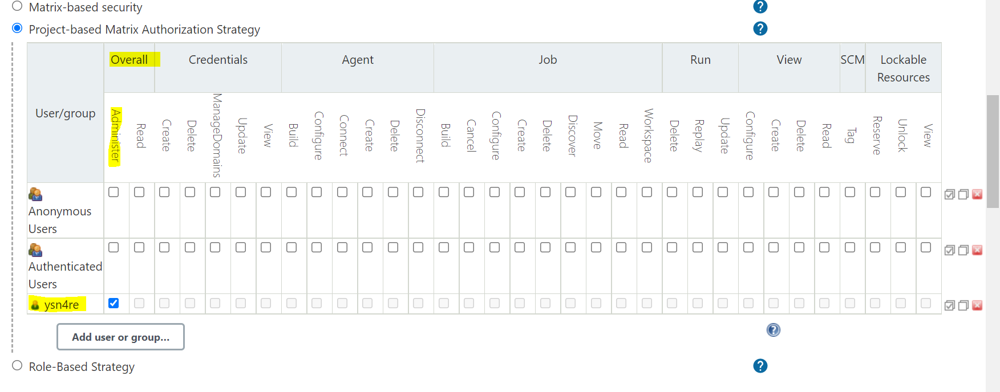 Matrix-based security
?
Project-based Matrix Authorization Strategy
?
User/group
Overall
Credentials
Agent
Job
Run
View
SCM
Lockable
Resources
Administer
Read
Create
Delete
ManageDomains
Update
View
Build
Configure
Connect
Create
Delete
Disconnect
Build
Cancel
Configure
Create
Delete
Discover
Move
Read
Workspace
Delete
Replay
Update
Configure
Create
Delete
Read
Tag
Reserve
Unlock
View
Anonymous
Users
Authenticated
Users
ysn4re
Add user or group...
?
Role-Based Strategy
?